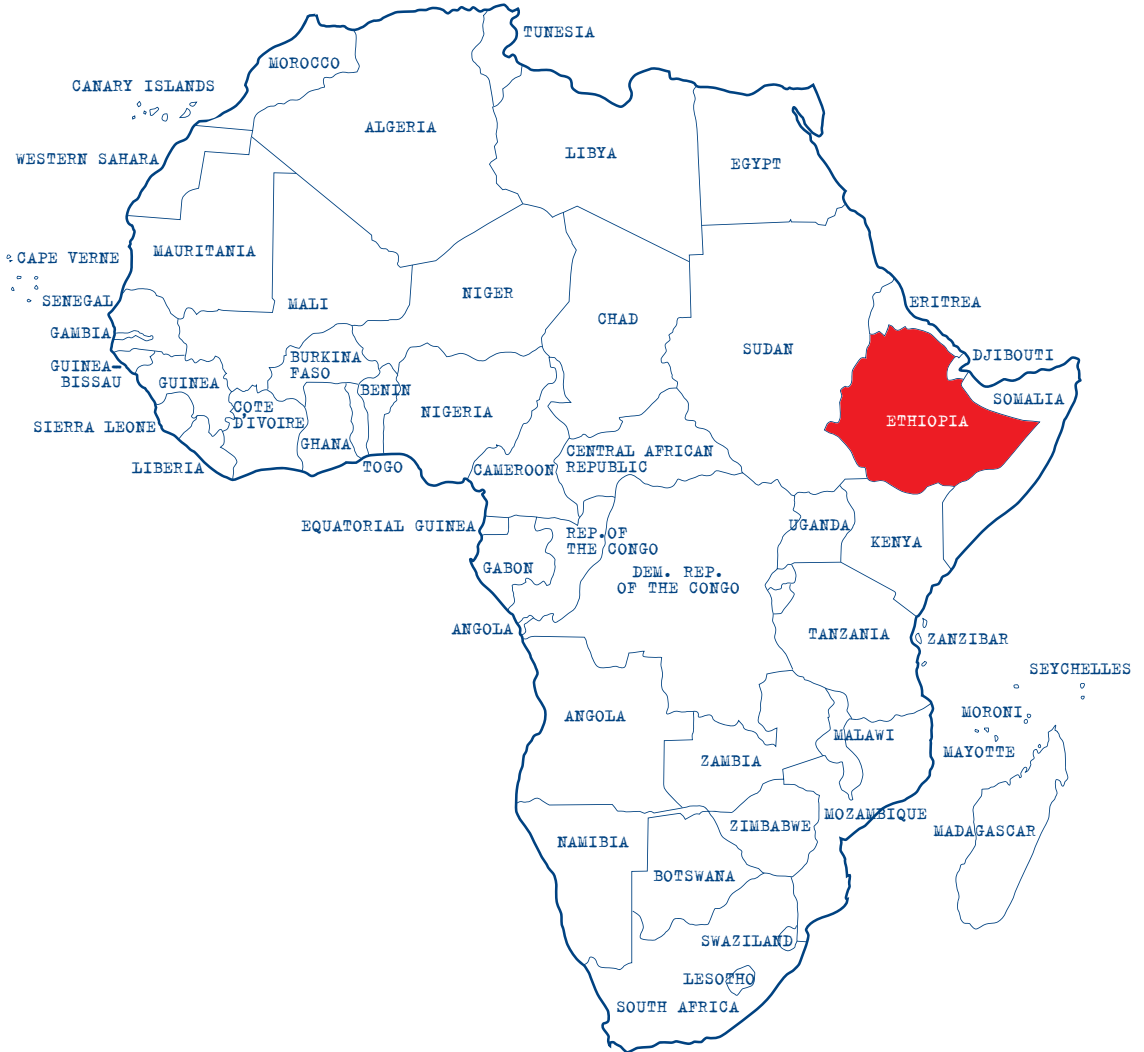 TUNESIA
MOROCCO
CANARY ISLANDS
ALGERIA
LIBYA
WESTERN SAHARA
EGYPT
MAURITANIA
CAPE VERNE
NIGER
SENEGAL
MALI
ERITREA
CHAD
GAMBIA
SUDAN
DJIBOUTI
BURKINA
FASO
GUINEA-
BISSAU
GUINEA
BENIN
SOMALIA
CỌTE
D'IVOIRE
NIGERIA
ETHIOPIA
SIERRA LEONE
GHANA
CENTRAL AFRICAN
REPUBLIC
LIBERIA
TOGO
CAMEROON
EQUATORIAL GUINEA
UGANDA
REP.OF
THE CONGO
KENYA
GABON
DEM. REP.
OF THE CONGO
ANGOLA
TANZANIA
ZANZIBAR
SEYCHELLES
ANGOLA
MORONI
MALAWI
MAYOTTE
ZAMBIA
MOZAMBIQUE
ZIMBABWE
MADAGASCAR
NAMIBIA
BOTSWANA
SWAZILAND
LESOTHO
SOUTH AFRICA